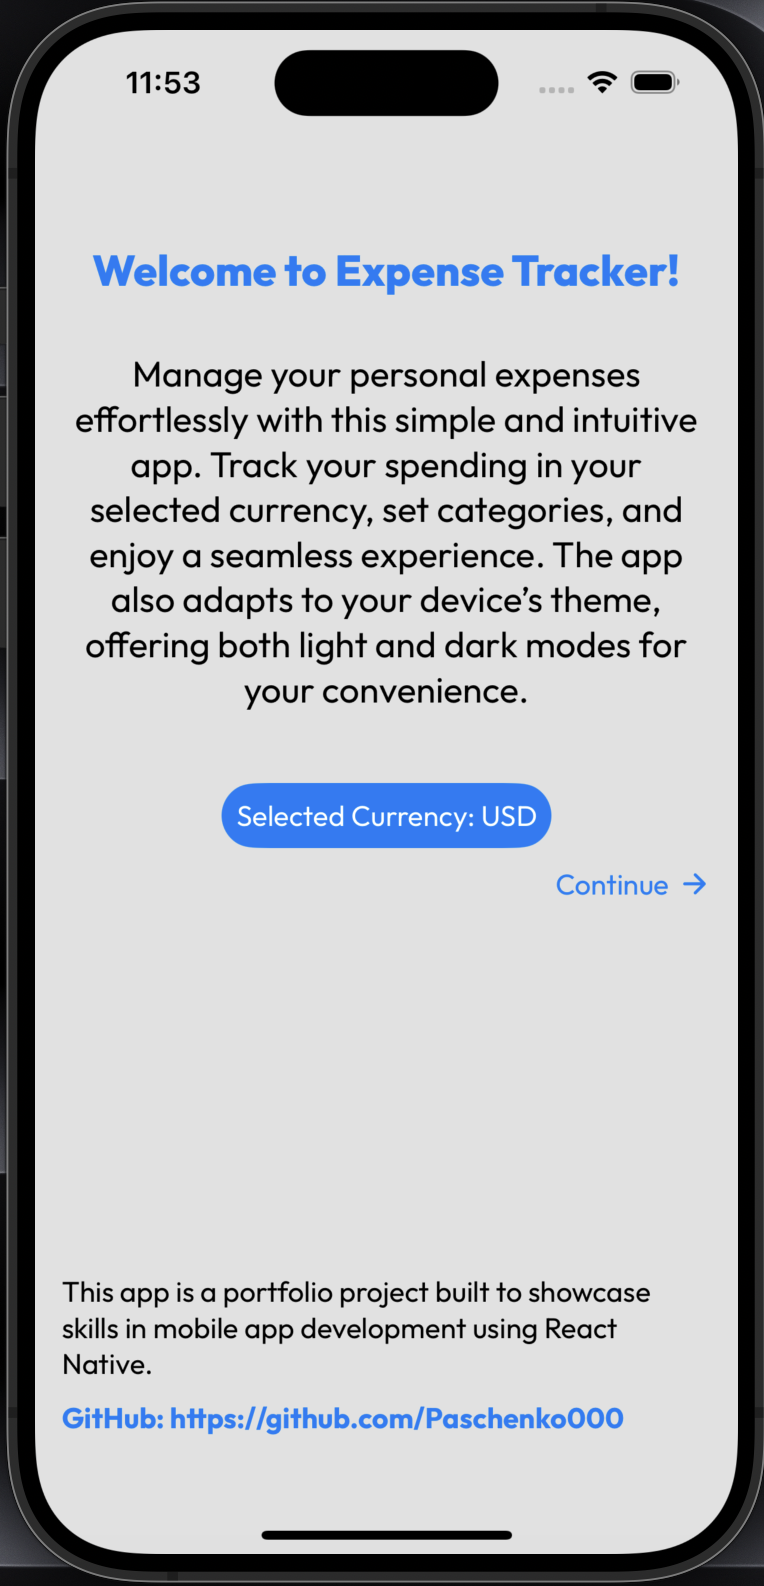 11:53
Welcome to Expense Tracker!
Manage your personal expenses
effortlessly with this simple and intuitive
app. Track your spending in your
selected currency, set categories, and
enjoy a seamless experience. The app
also adapts to your device’s theme,
offering both light and dark modes for
your convenience.
Selected Currency: USD
Continue →
This app is a portfolio project built to showcase
skills in mobile app development using React
Native.
GitHub: https://github.com/Paschenko000